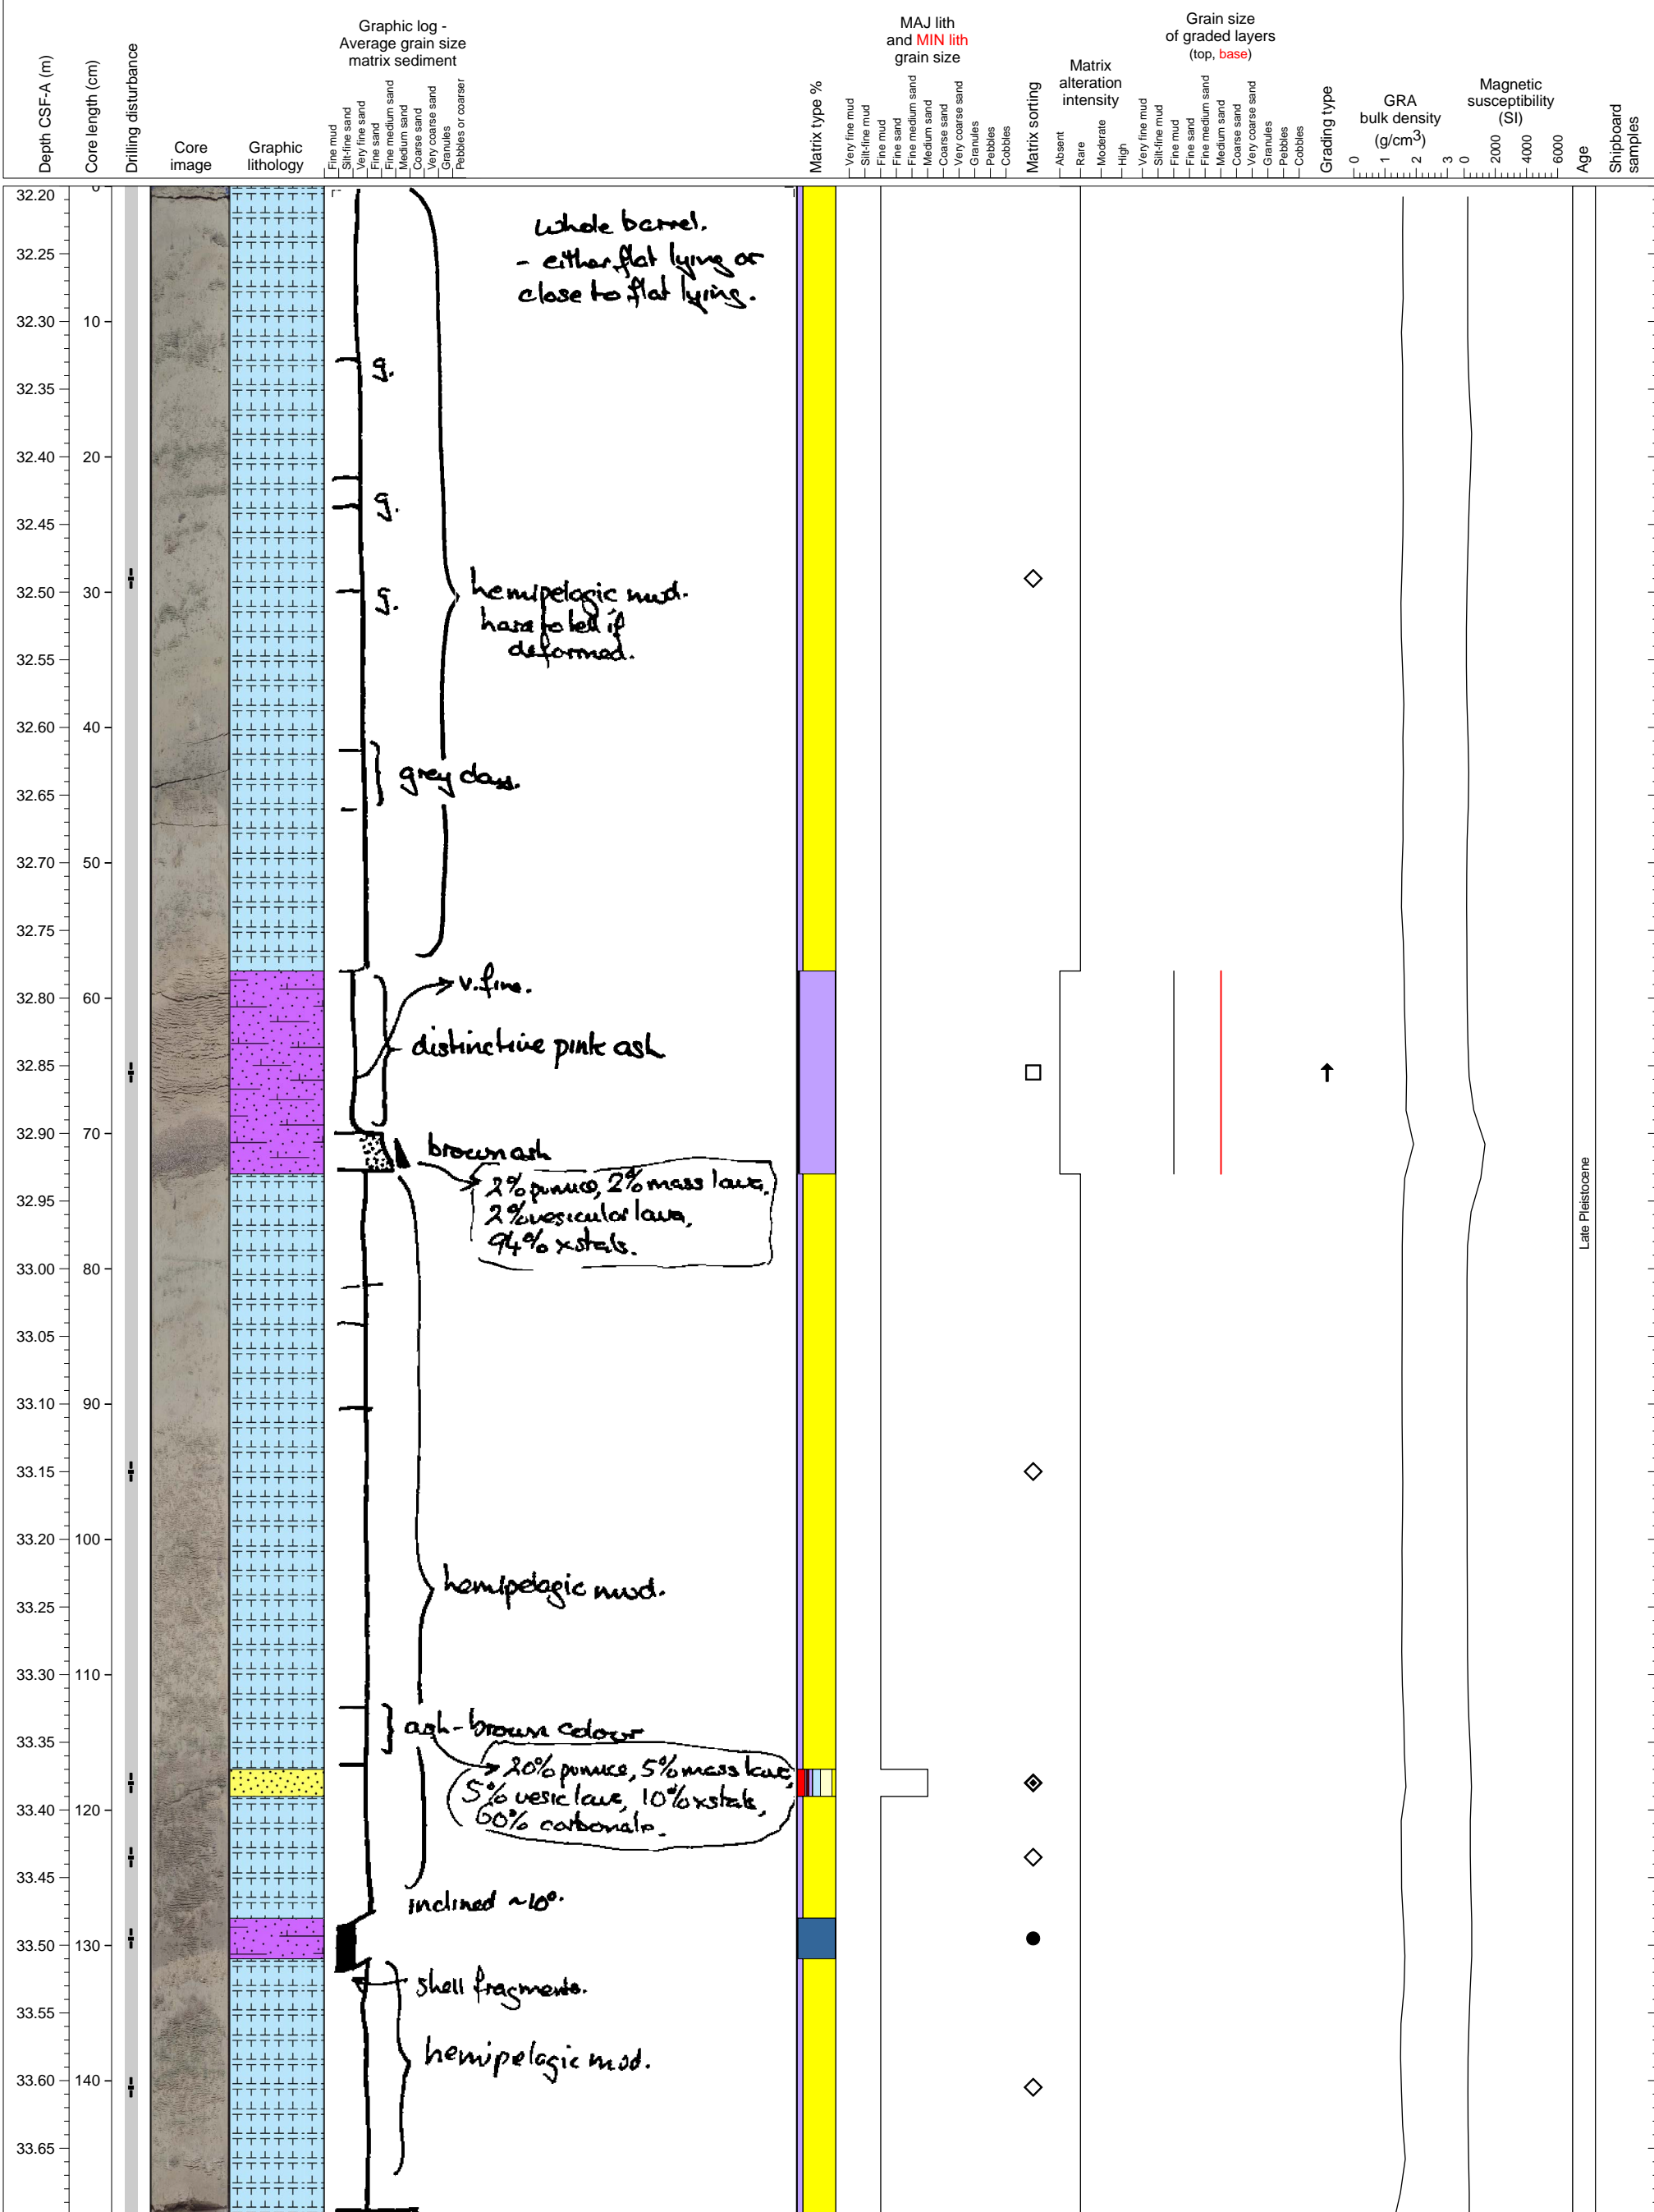 Depth CSF-A (m)
Core length (cm)
Drilling disturbance
Core
image
Graphic
lithology
Graphic log -
Average grain size
matrix sediment
Fine mud
Silt-fine sand
Very fine sand
Fine sand
Fine medium sand
Medium sand
Coarse sand
Very coarse sand
Granules
Pebbles or coarser
Matrix type %
MAJ lith
and MIN lith
grain size
Very fine mud
Silt-fine mud
Fine mud
Fine sand
Fine medium sand
Medium sand
Coarse sand
Very coarse sand
Granules
Pebbles
Cobbles
Matrix sorting
Matrix
alteration
intensity
Absent
Rare
Moderate
High
Grain size
of graded layers
(top, base)
Very fine mud
Silt-fine mud
Fine mud
Fine sand
Fine medium sand
Medium sand
Coarse sand
Very coarse sand
Granules
Pebbles
Cobbles
Grading type
GRA
bulk density
(g/cm3)
0 1 2 3
Magnetic
susceptibility
(SI)
0 2000 4000 6000
Age
Shipboard
samples
32.20
32.25
32.30
32.35
32.40
32.45
32.50
32.55
32.60
32.65
32.70
32.75
32.80
32.85
32.90
32.95
33.00
33.05
33.10
33.15
33.20
33.25
33.30
33.35
33.40
33.45
33.50
33.55
33.60
33.65
0
10
20
30
40
50
60
70
80
90
100
110
120
130
140
whole barrel.
- either flat lying or
close to flat lying.
g.
g.
g.
hemipelagic mud.
hard to tell if
deformed.
grey clays.
v.fine.
distinctive pink ash
brown ash
2% pumice, 2% mass lava,
2% vesicular lava,
94% xstals.
hemipelagic mud.
ash-brown colour
20% pumice, 5% mass lava,
5% vesic lava, 10% xstals,
60% carbonate.
inclined ~10°.
shell fragments.
hemipelagic mud.
Late Pleistocene